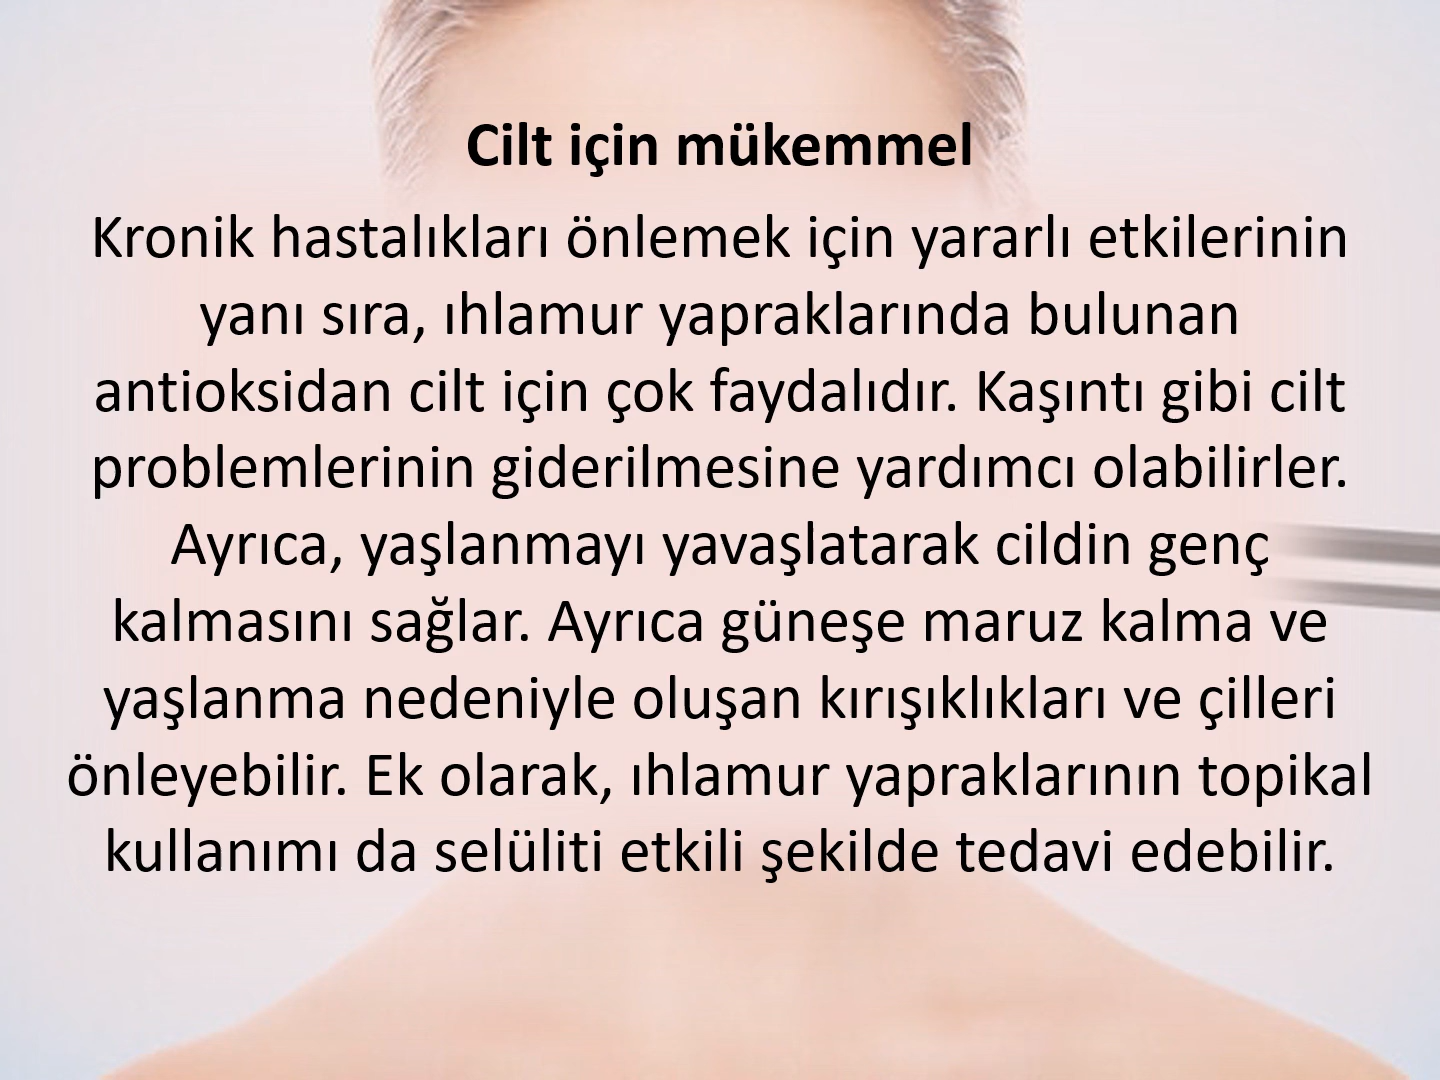 Cilt için mükemmel
Kronik hastalıkları önlemek için yararlı etkilerinin
yanı sıra, ıhlamur yapraklarında bulunan
antioksidan cilt için çok faydalıdır. Kaşıntı gibi cilt
problemlerinin giderilmesine yardımcı olabilirler.
Ayrıca, yaşlanmayı yavaşlatarak cildin genç
kalmasını sağlar. Ayrıca güneşe maruz kalma ve
yaşlanma nedeniyle oluşan kırışıklıkları ve çilleri
önleyebilir. Ek olarak, ıhlamur yapraklarının topikal
kullanımı da selüliti etkili şekilde tedavi edebilir.